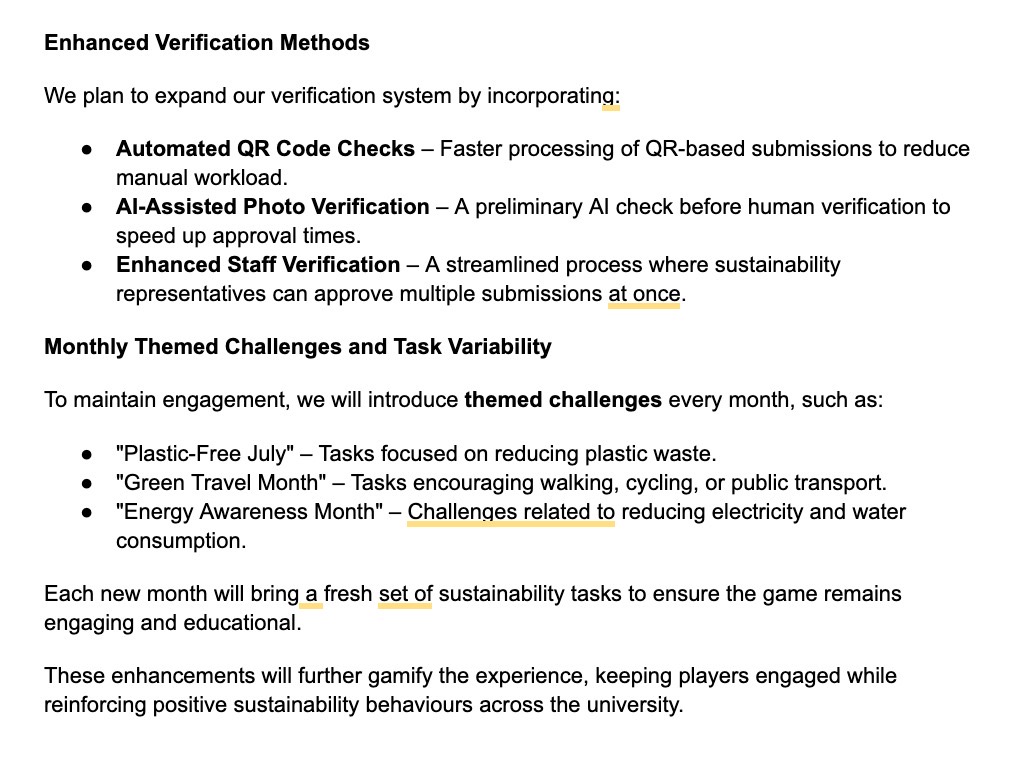 Enhanced Verification Methods
We plan to expand our verification system by incorporating:
● Automated QR Code Checks – Faster processing of QR-based submissions to reduce
manual workload.
● AI-Assisted Photo Verification – A preliminary AI check before human verification to
speed up approval times.
● Enhanced Staff Verification – A streamlined process where sustainability
representatives can approve multiple submissions at once.
Monthly Themed Challenges and Task Variability
To maintain engagement, we will introduce themed challenges every month, such as:
● "Plastic-Free July" – Tasks focused on reducing plastic waste.
● "Green Travel Month" – Tasks encouraging walking, cycling, or public transport.
● "Energy Awareness Month" – Challenges related to reducing electricity and water
consumption.
Each new month will bring a fresh set of sustainability tasks to ensure the game remains
engaging and educational.
These enhancements will further gamify the experience, keeping players engaged while
reinforcing positive sustainability behaviours across the university.